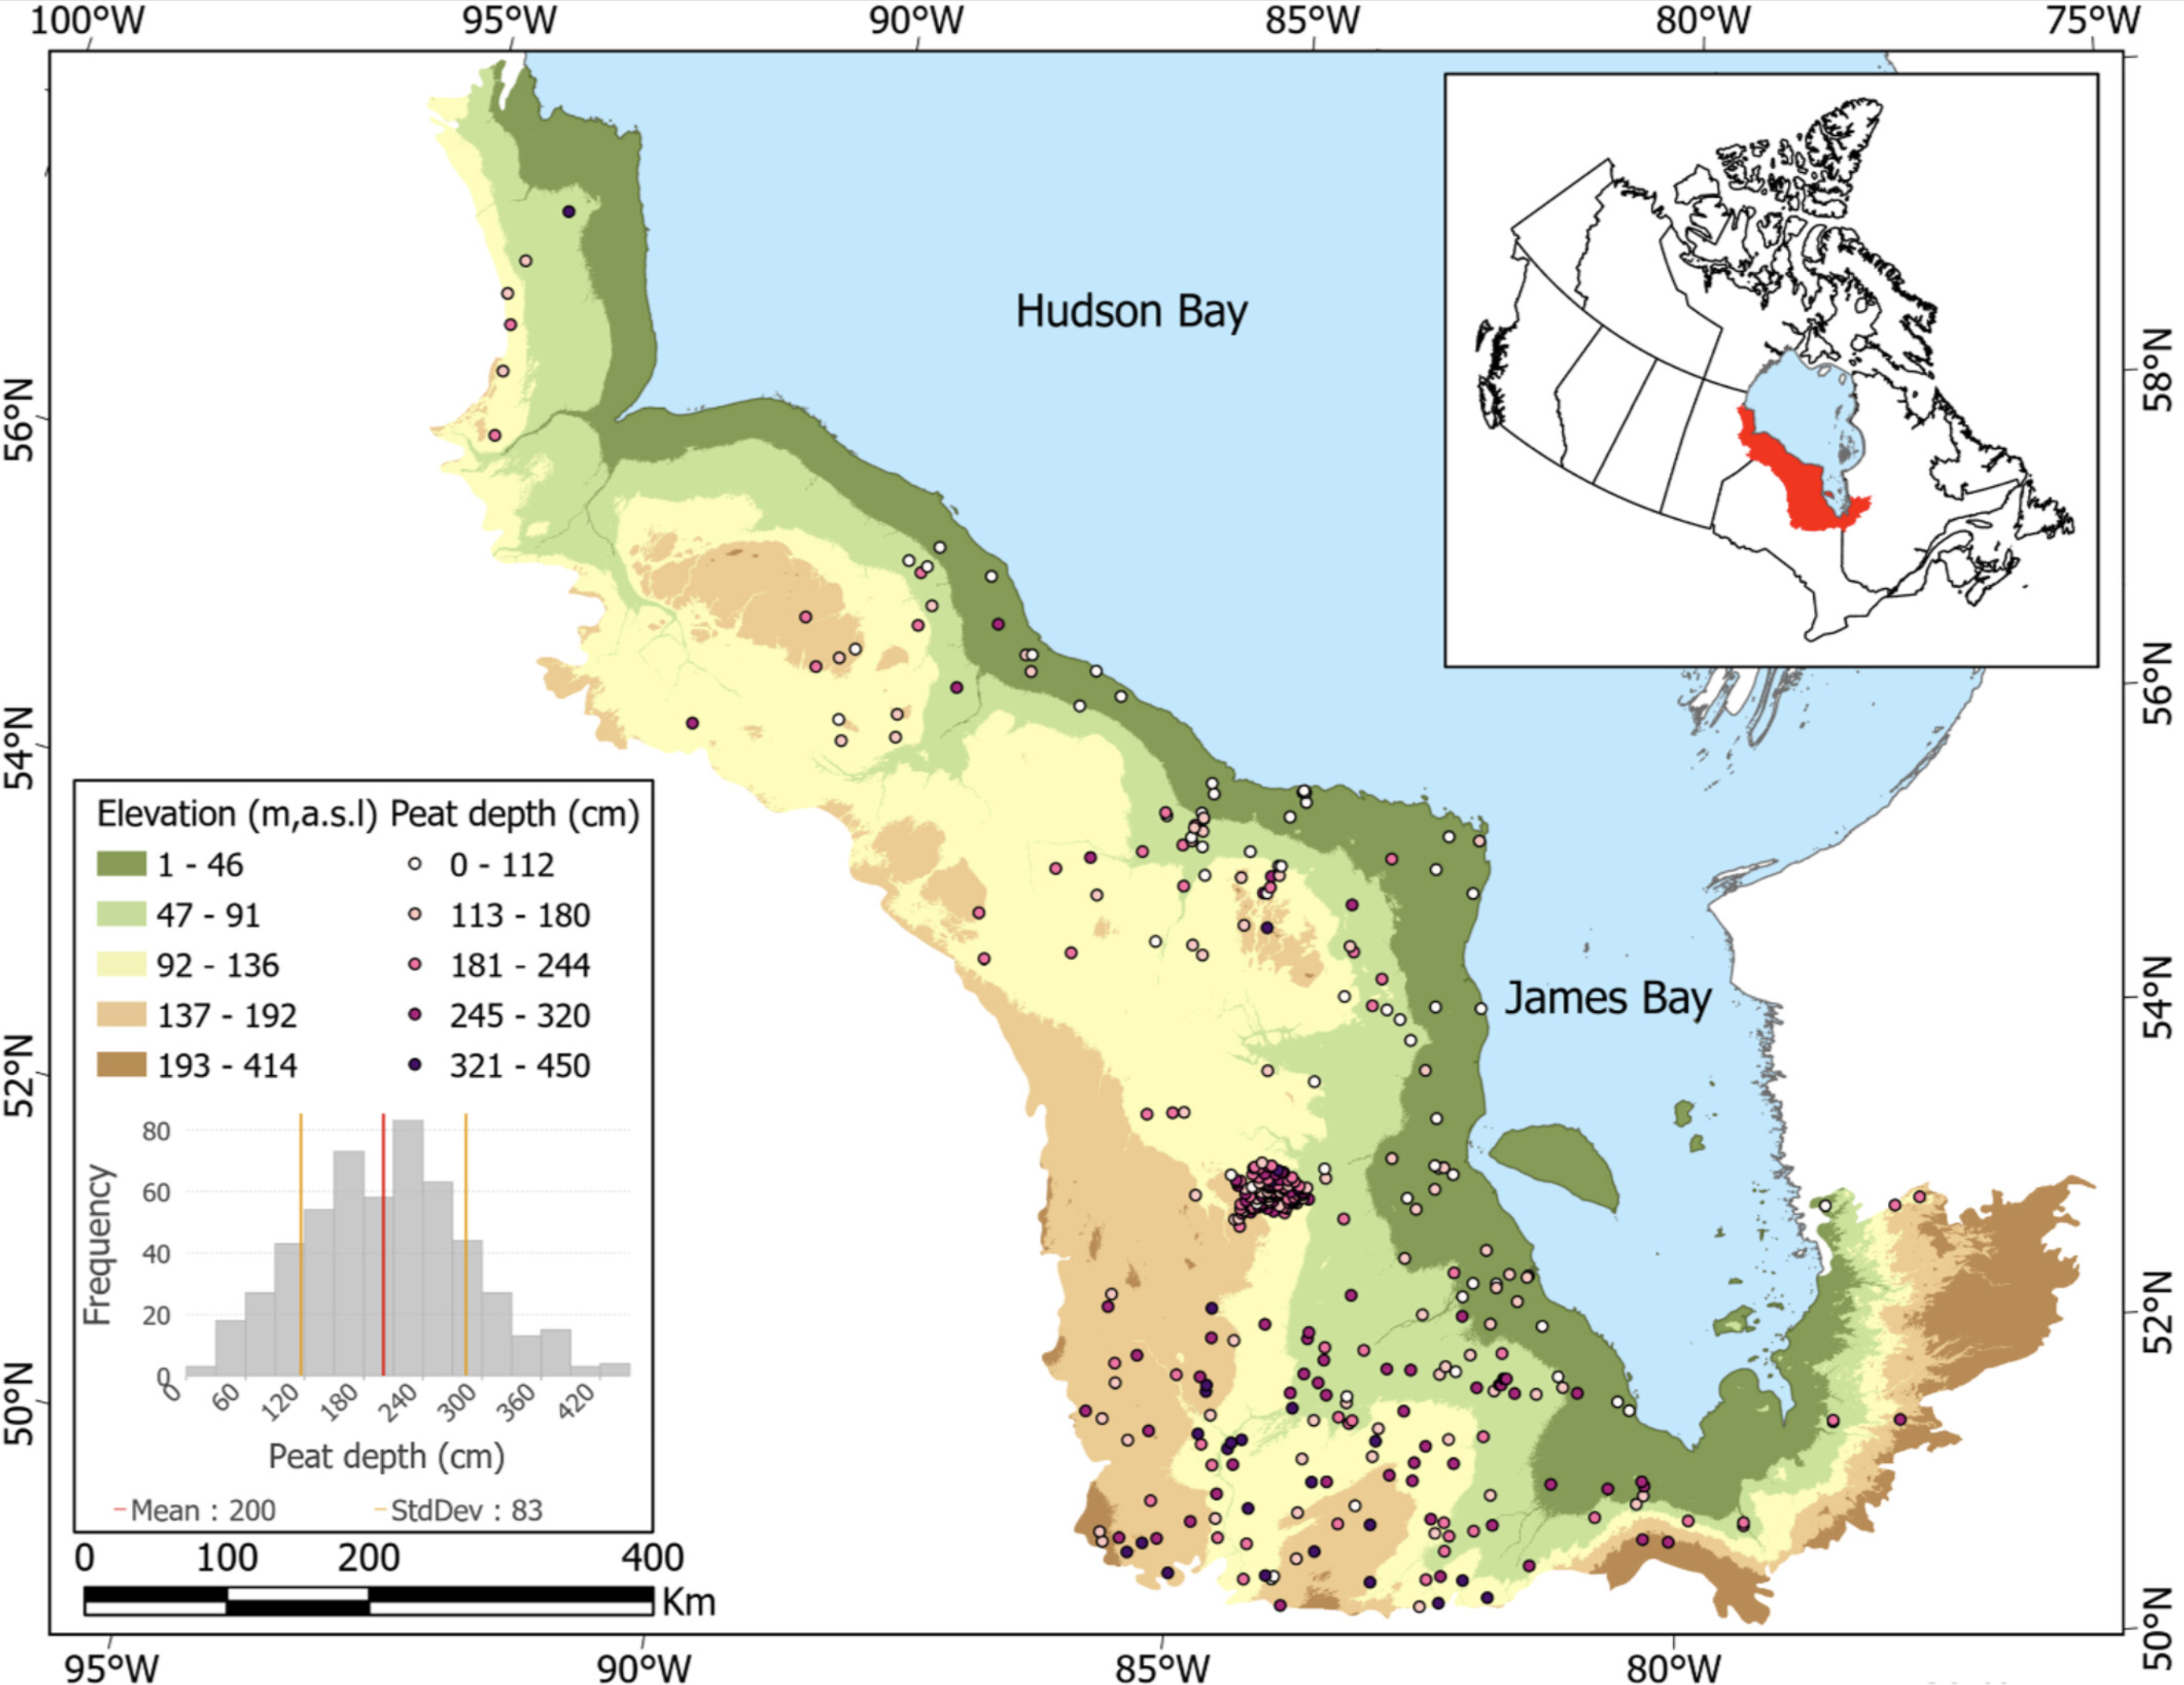 100°W 95°W 90°W 85°W 80°W 75°W
Hudson Bay
58°N
56°N
56°N
54°N
James Bay
54°N
Elevation (m,a.s.l) Peat depth (cm)
1 - 46 0 - 112
47 - 91 113 - 180
92 - 136 181 - 244
137 - 192 245 - 320
193 - 414 321 - 450
52°N
52°N
Frequency
80
60
40
20
0
0 60 120 180 240 300 360 420
Peat depth (cm)
Mean : 200 StdDev : 83
50°N
50°N
0 100 200 400
Km
95°W 90°W 85°W 80°W